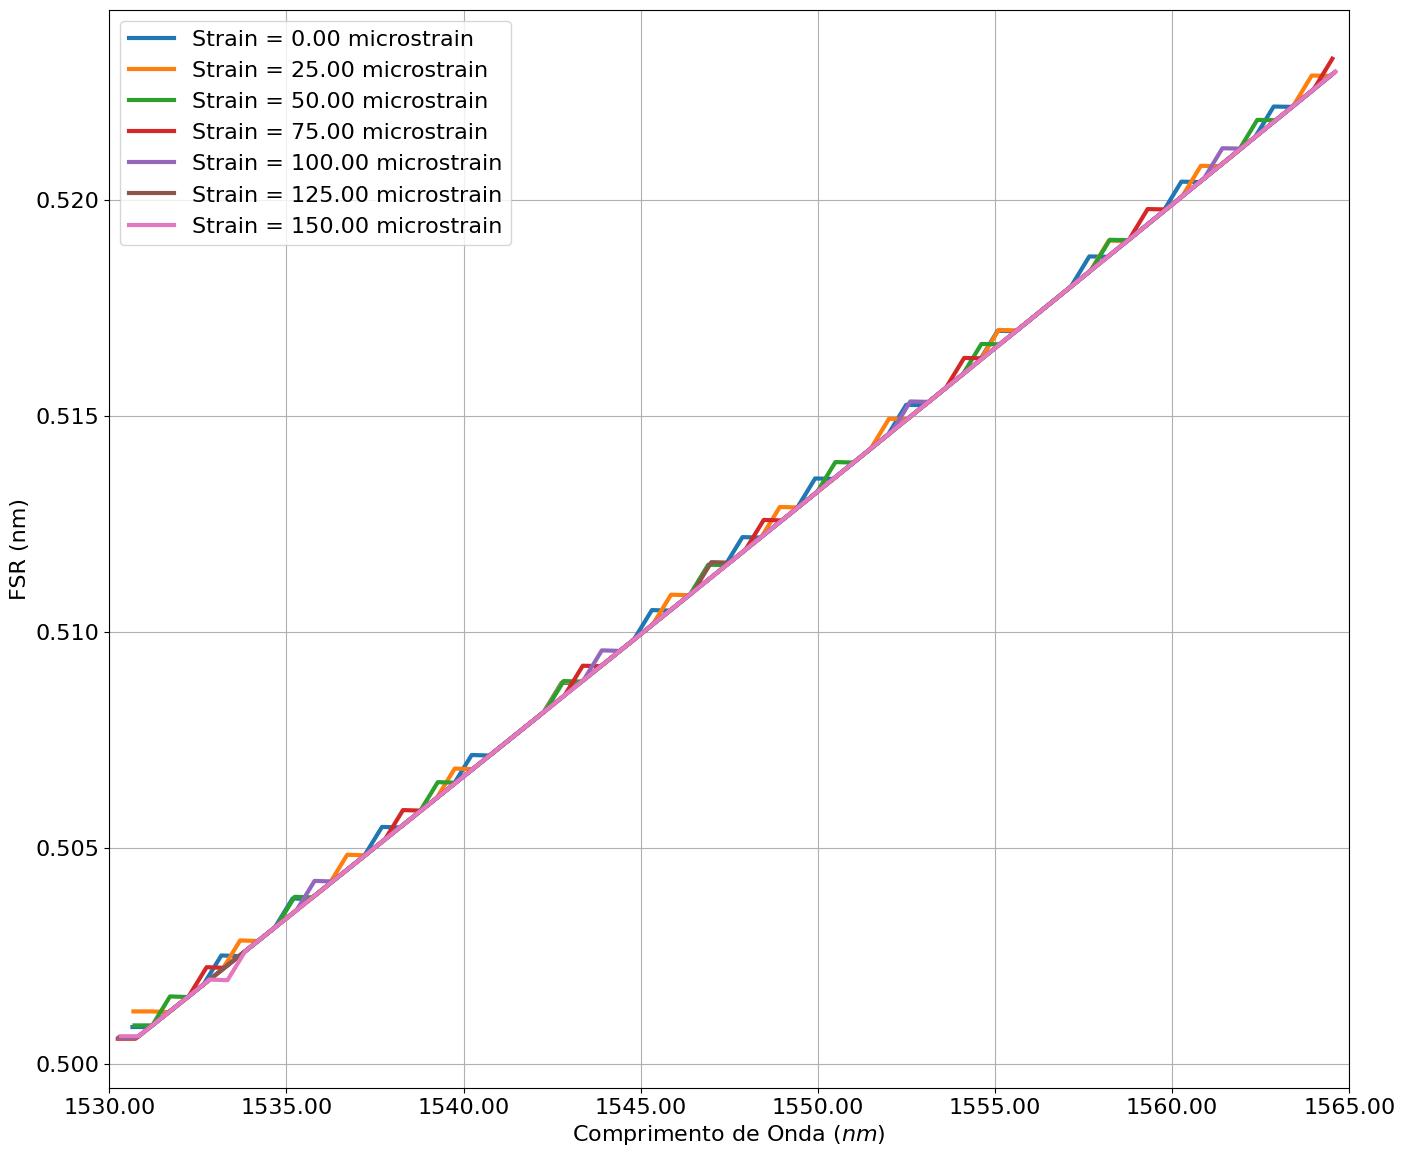 Strain = 0.00 microstrain
Strain = 25.00 microstrain
Strain = 50.00 microstrain
Strain = 75.00 microstrain
Strain = 100.00 microstrain
Strain = 125.00 microstrain
Strain = 150.00 microstrain
0.520
0.515
0.510
0.505
0.500
FSR (nm)
1530.00 1535.00 1540.00 1545.00 1550.00 1555.00 1560.00 1565.00
Comprimento de Onda (nm)